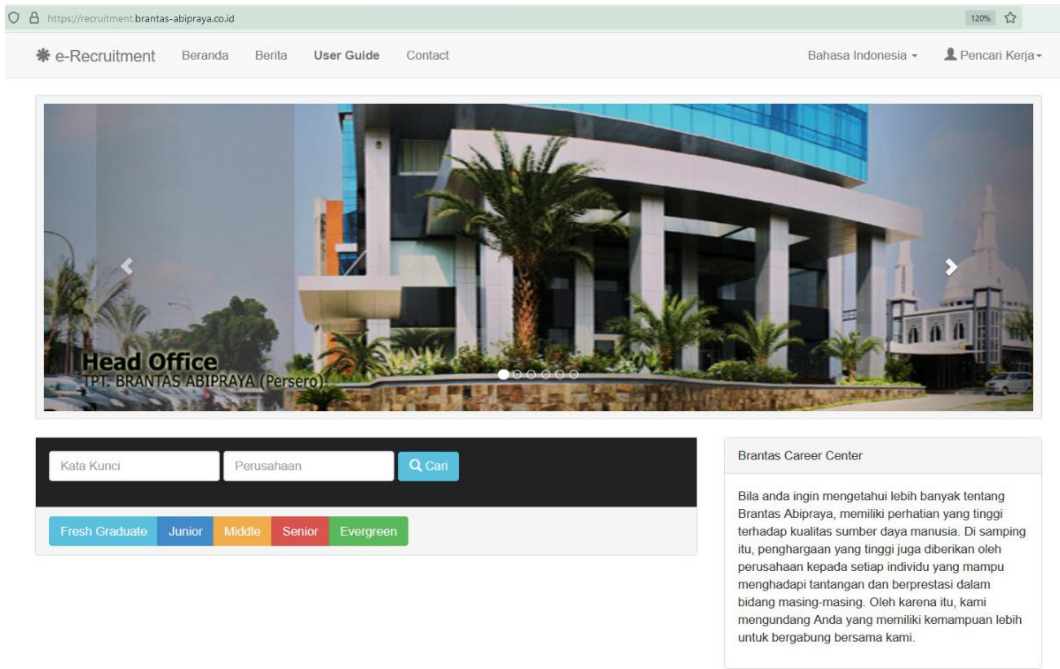 https://recruitment.brantas-abipraya.co.id
120%
e-Recruitment Beranda Berita User Guide Contact Bahasa Indonesia Pencari Kerja
Head Office
TPT. BRANTAS ABIPRAYA (Persero)
Kata Kunci Perusahaan Cari
Fresh Graduate Junior Middle Senior Evergreen
Brantas Career Center
Bila anda ingin mengetahui lebih banyak tentang
Brantas Abipraya, memiliki perhatian yang tinggi
terhadap kualitas sumber daya manusia. Di samping
itu, penghargaan yang tinggi juga diberikan oleh
perusahaan kepada setiap individu yang mampu
menghadapi tantangan dan berprestasi dalam
bidang masing-masing. Oleh karena itu, kami
mengundang Anda yang memiliki kemampuan lebih
untuk bergabung bersama kami.